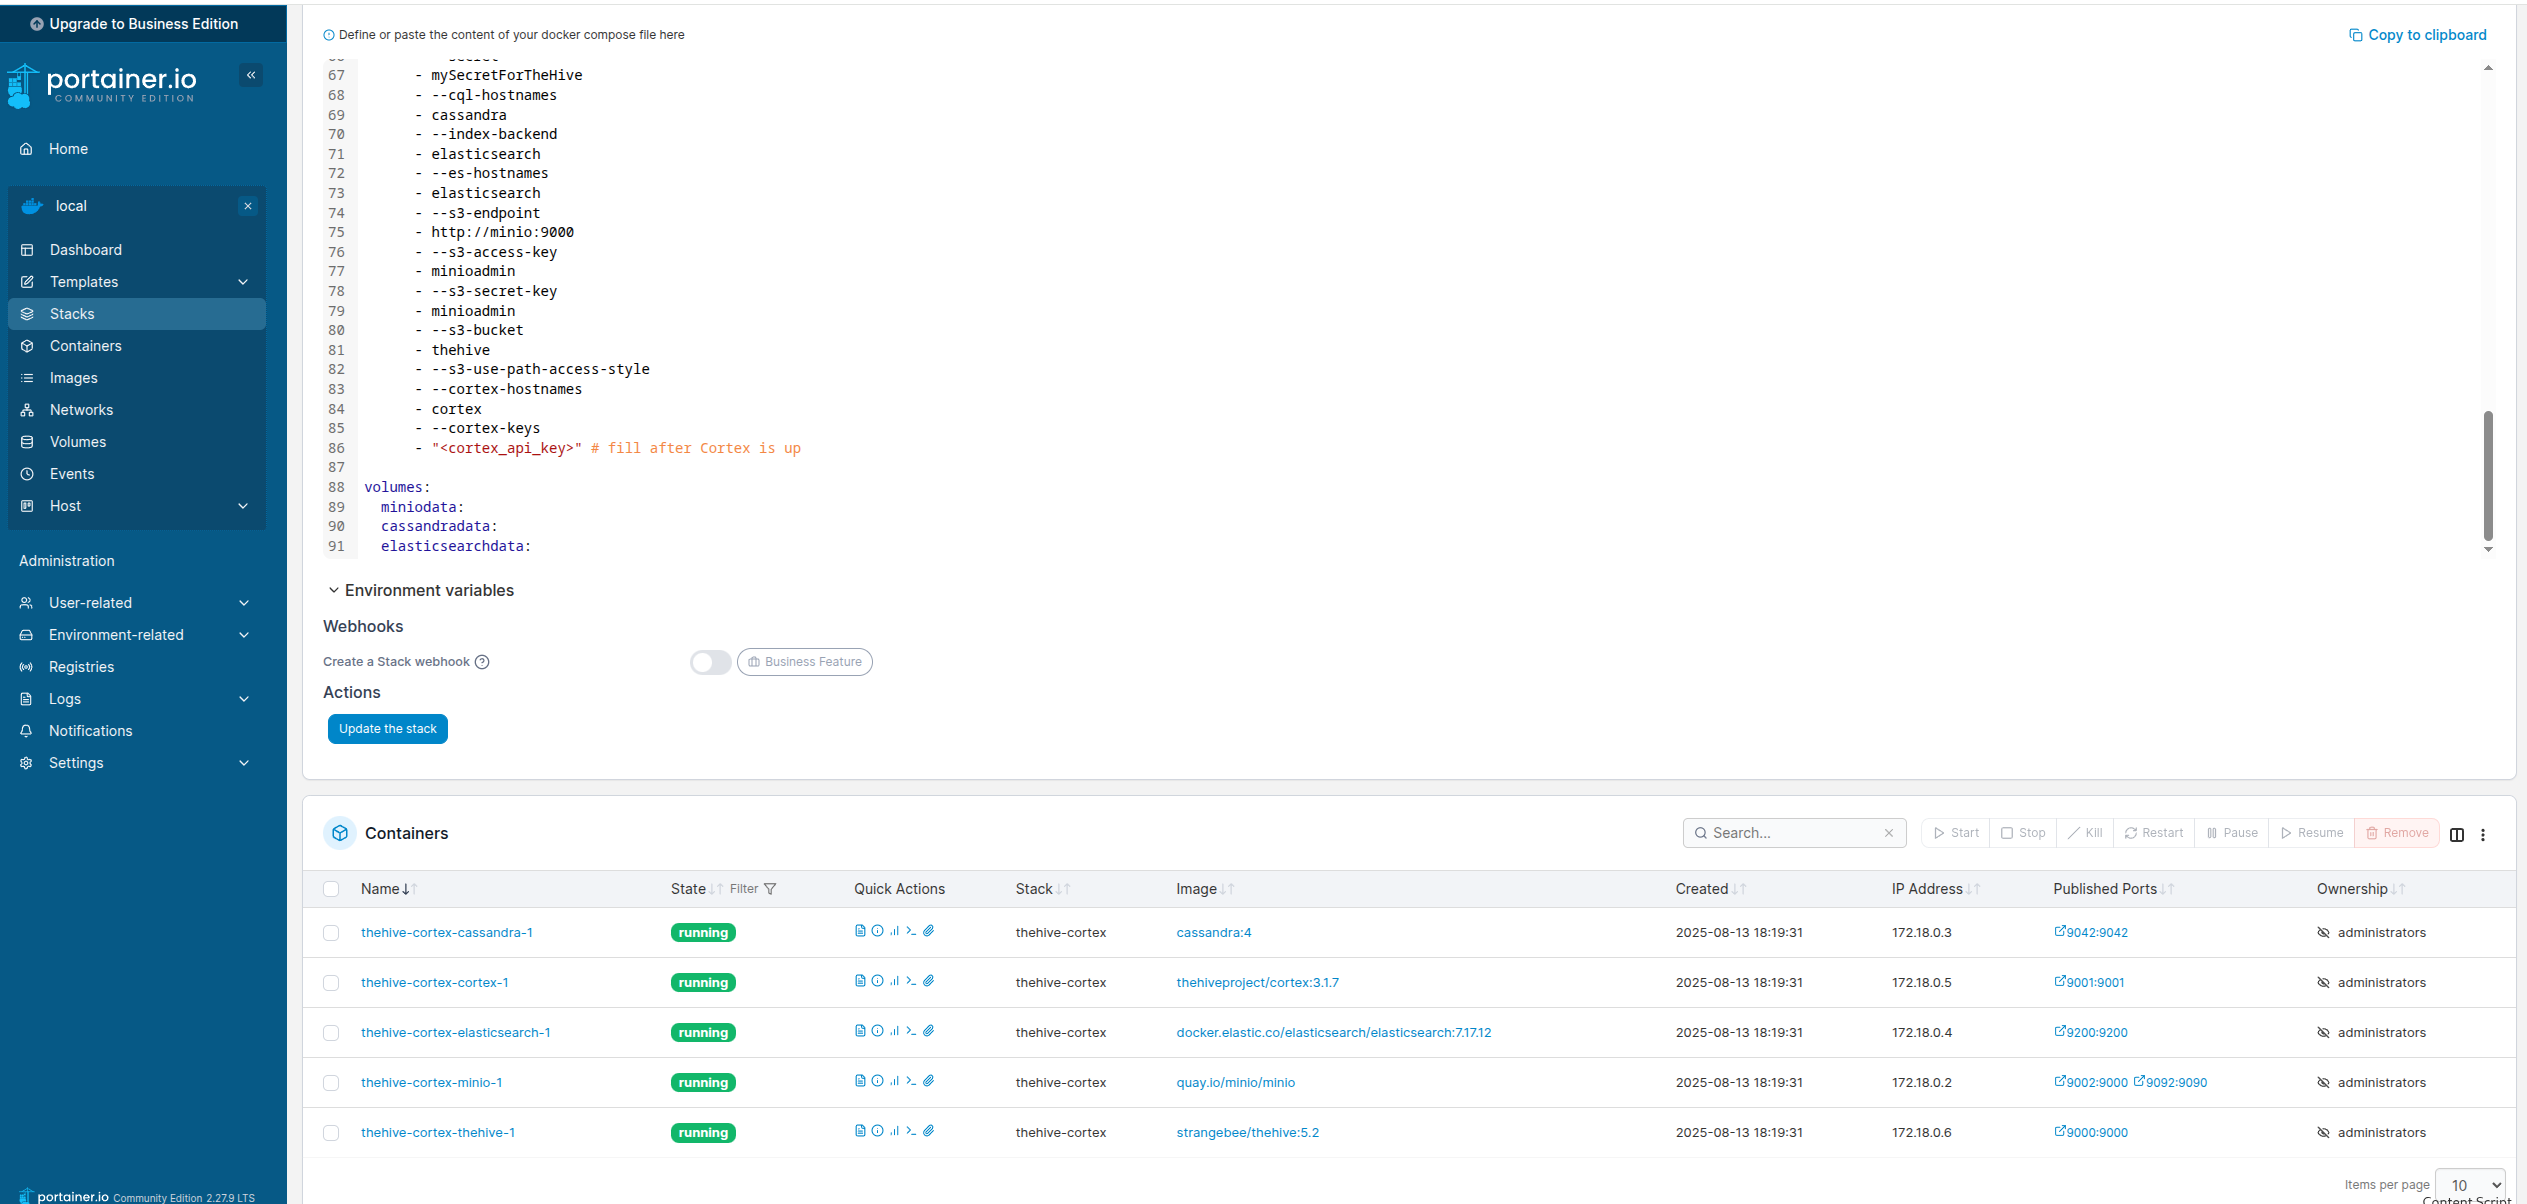 Upgrade to Business Edition
portainer.io
COMMUNITY EDITION
Home
local
Dashboard
Templates
Stacks
Containers
Images
Networks
Volumes
Events
Host
Administration
User-related
Environment-related
Registries
Logs
Notifications
Settings
portainer.io Community Edition 2.27.9 LTS
Define or paste the content of your docker compose file here
Copy to clipboard
67 - mySecretForTheHive
68 - --cql-hostnames
69 - cassandra
70 - --index-backend
71 - elasticsearch
72 - --es-hostnames
73 - elasticsearch
74 - --s3-endpoint
75 - http://minio:9000
76 - --s3-access-key
77 - minioadmin
78 - --s3-secret-key
79 - minioadmin
80 - --s3-bucket
81 - thehive
82 - --s3-use-path-access-style
83 - --cortex-hostnames
84 - cortex
85 - --cortex-keys
86 - "<cortex_api_key>" # fill after Cortex is up
87
88 volumes:
89 miniodata:
90 cassandradata:
91 elasticsearchdata:
Environment variables
Webhooks
Create a Stack webhook
Business Feature
Actions
Update the stack
Containers
Search...
Start Stop Kill Restart Pause Resume Remove
Name State Filter Quick Actions Stack Image Created IP Address Published Ports Ownership
thehive-cortex-cassandra-1 running thehive-cortex cassandra:4 2025-08-13 18:19:31 172.18.0.3 9042:9042 administrators
thehive-cortex-cortex-1 running thehive-cortex thehiveproject/cortex:3.1.7 2025-08-13 18:19:31 172.18.0.5 9001:9001 administrators
thehive-cortex-elasticsearch-1 running thehive-cortex docker.elastic.co/elasticsearch/elasticsearch:7.17.12 2025-08-13 18:19:31 172.18.0.4 9200:9200 administrators
thehive-cortex-minio-1 running thehive-cortex quay.io/minio/minio 2025-08-13 18:19:31 172.18.0.2 9002:9000 9092:9090 administrators
thehive-cortex-thehive-1 running thehive-cortex strangebee/thehive:5.2 2025-08-13 18:19:31 172.18.0.6 9000:9000 administrators
Items per page 10
Content Script